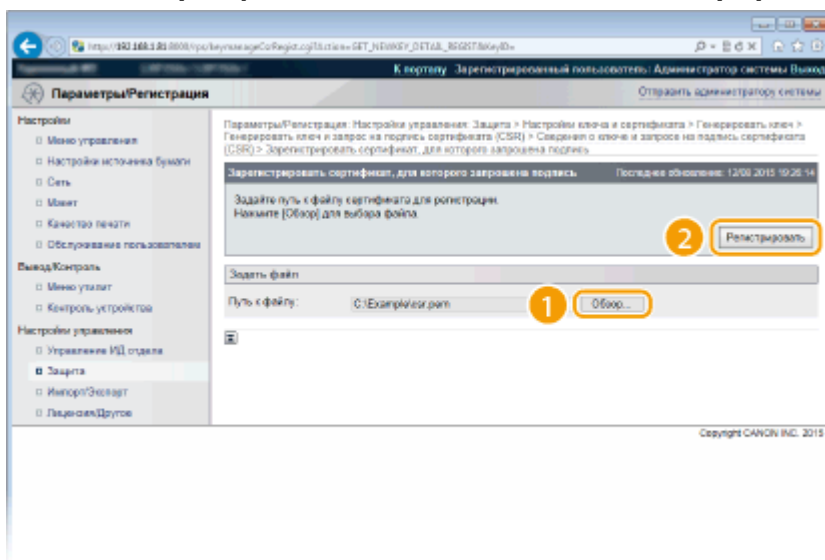 К порталу Зарегистрированный пользователь: Администратор системы Выход
Параметры/Регистрация
Отправить администратору системы
Настройки
Меню управления
Настройки источника бумаги
Сеть
Макет
Качество печати
Обслуживание пользователем
Вывод/Контроль
Меню утилит
Контроль устройства
Настройки управления
Управление ИД отдела
Защита
Импорт/Экспорт
Лицензия/Другое
Параметры/Регистрация: Настройки управления: Защита > Настройки ключа и сертификата > Генерировать ключ >
Генерировать ключ и запрос на подпись сертификата (CSR) > Сведения о ключе и запросе на подпись сертификата
(CSR) > Зарегистрировать сертификат, для которого запрошена подпись
Зарегистрировать сертификат, для которого запрошена подпись
Последнее обновление: 12/08 2015 19:28:14
Задайте путь к файлу сертификата для регистрации.
Нажмите [Обзор] для выбора файла.
2
Регистрировать
Задать файл
Путь к файлу:
C:\Example\csr.pem
1
Обзор...
Copyright CANON INC. 2015